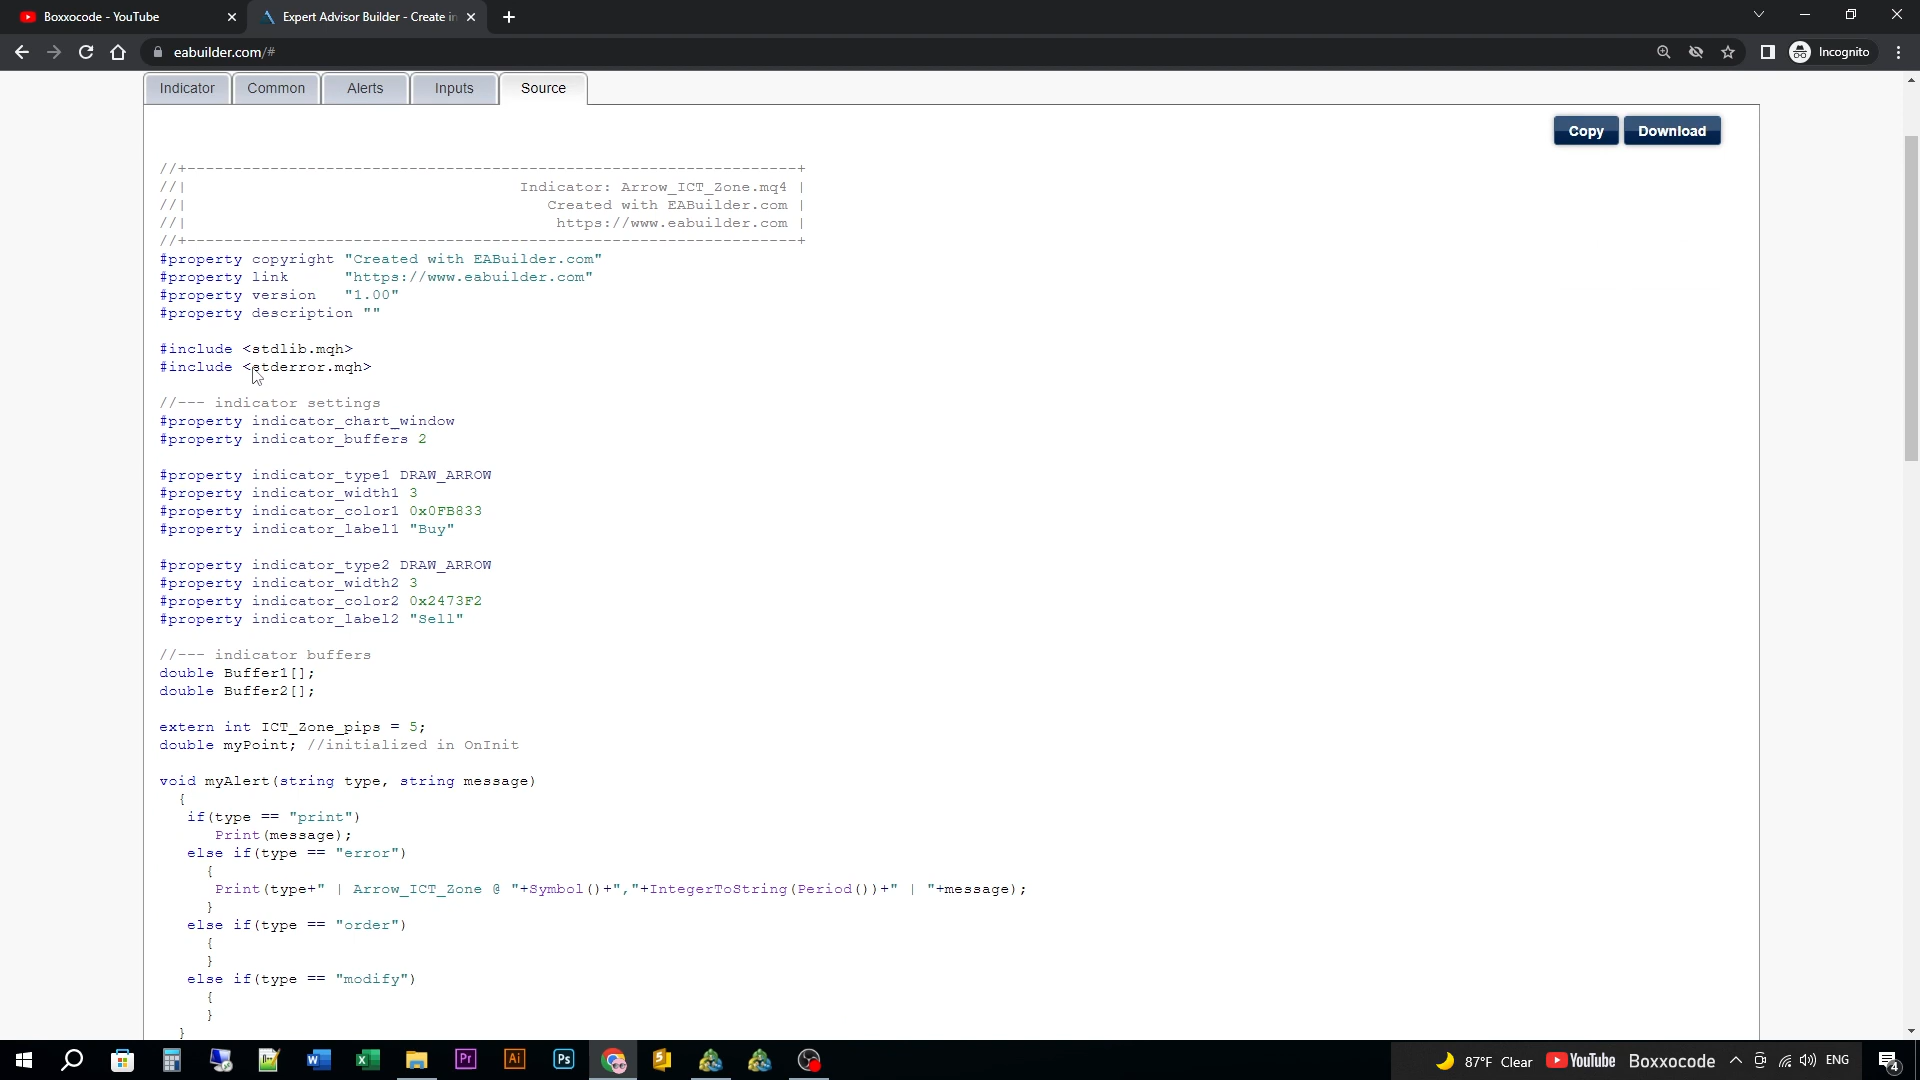 Boxxocode - YouTube
Expert Advisor Builder - Create in
eabuilder.com/#
Incognito
Indicator
Common
Alerts
Inputs
Source
Copy
Download
//+------------------------------------------------------------------+
//| Indicator: Arrow_ICT_Zone.mq4 |
//| Created with EABuilder.com |
//| https://www.eabuilder.com |
//+------------------------------------------------------------------+
#property copyright "Created with EABuilder.com"
#property link "https://www.eabuilder.com"
#property version "1.00"
#property description ""
#include <stdlib.mqh>
#include <stderror.mqh>
//--- indicator settings
#property indicator_chart_window
#property indicator_buffers 2
#property indicator_type1 DRAW_ARROW
#property indicator_width1 3
#property indicator_color1 0x0FB833
#property indicator_label1 "Buy"
#property indicator_type2 DRAW_ARROW
#property indicator_width2 3
#property indicator_color2 0x2473F2
#property indicator_label2 "Sell"
//--- indicator buffers
double Buffer1[];
double Buffer2[];
extern int ICT_Zone_pips = 5;
double myPoint; //initialized in OnInit
void myAlert(string type, string message)
{
if(type == "print")
Print(message);
else if(type == "error")
{
Print(type+" | Arrow_ICT_Zone @ "+Symbol()+","+IntegerToString(Period())+" | "+message);
}
else if(type == "order")
{
}
else if(type == "modify")
{
}
}
87°F Clear
YouTube Boxxocode
ENG
4